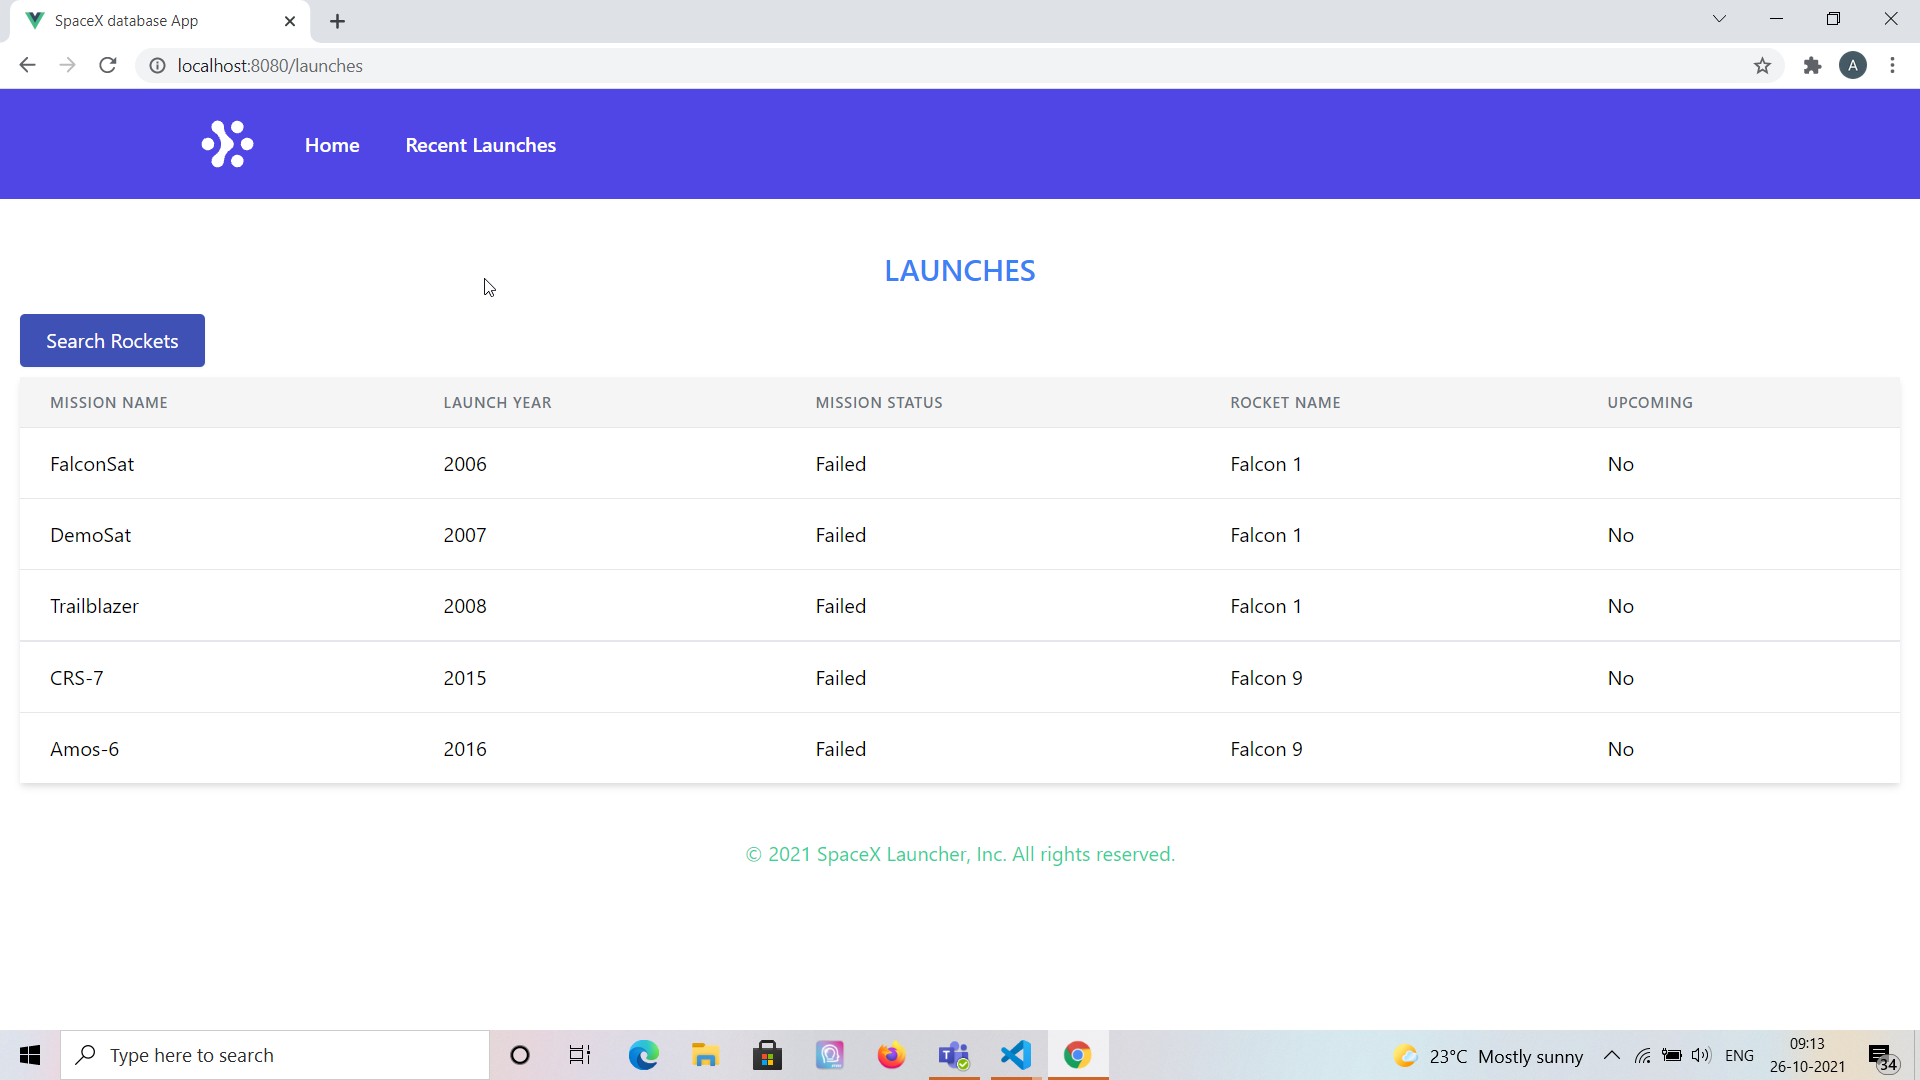 SpaceX database App
localhost:8080/launches
A
Home Recent Launches
LAUNCHES
Search Rockets
MISSION NAME LAUNCH YEAR MISSION STATUS ROCKET NAME UPCOMING
FalconSat 2006 Failed Falcon 1 No
DemoSat 2007 Failed Falcon 1 No
Trailblazer 2008 Failed Falcon 1 No
CRS-7 2015 Failed Falcon 9 No
Amos-6 2016 Failed Falcon 9 No
© 2021 SpaceX Launcher, Inc. All rights reserved.
Type here to search
23°C Mostly sunny
ENG
09:13
26-10-2021
34